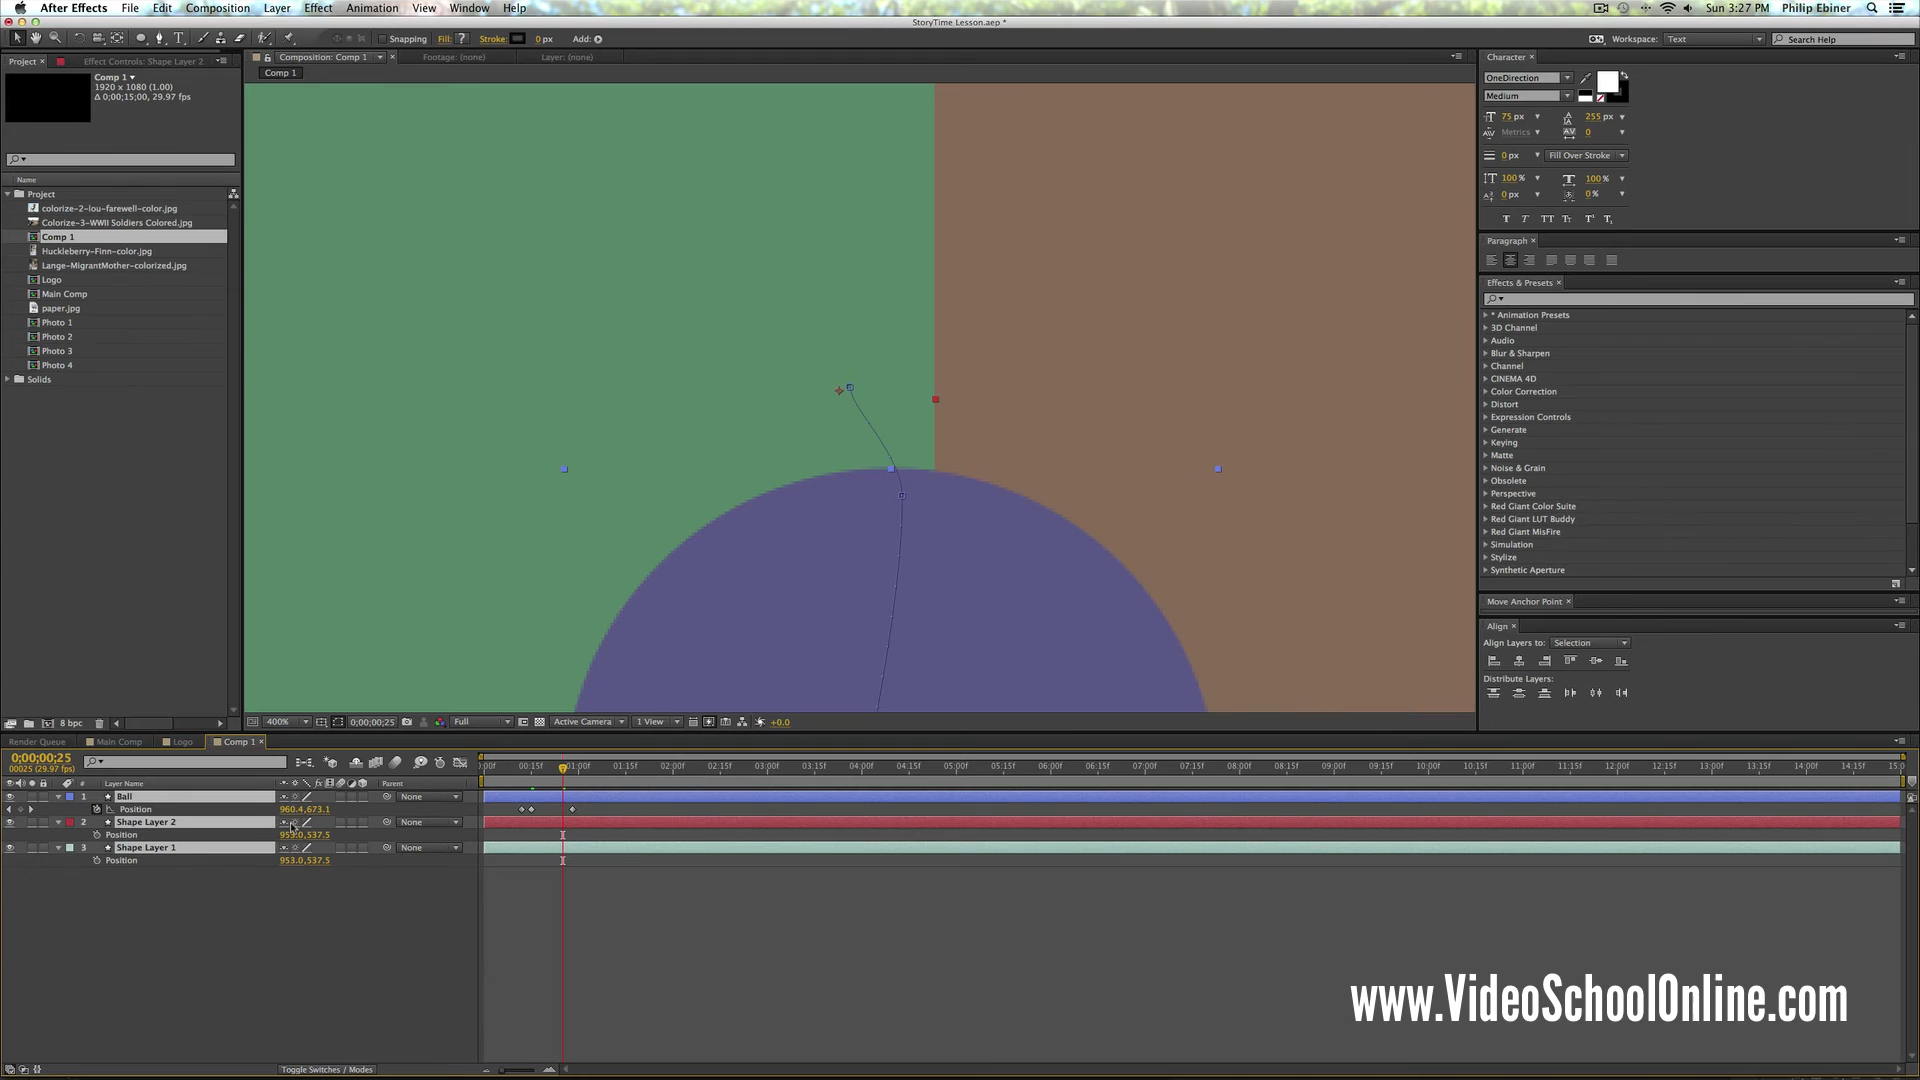 After Effects File Edit Composition Layer Effect Animation View Window Help Sun 3:27 PM Philip Ebiner
StoryTime Lesson.aep *
Snapping Fill: ? Stroke: 0 px Add: Workspace: Text Search Help
Project × Effect Controls: Shape Layer 2 Composition: Comp 1 × Footage: (none) Layer: (none) Character ×
Comp 1
Comp 1
1920 x 1080 (1.00)
Δ 0;00;15;00, 29.97 fps
Name
Project
colorize-2-lou-farewell-color.jpg
Colorize-3-WWII Soldiers Colored.jpg
Comp 1
Huckleberry-Finn-color.jpg
Lange-MigrantMother-colorized.jpg
Logo
Main Comp
paper.jpg
Photo 1
Photo 2
Photo 3
Photo 4
Solids
8 bpc
400% 0;00;00;25 Full Active Camera 1 View +0.0
OneDirection
Medium
75 px 255 px
Metrics 0
0 px Fill Over Stroke
100 % 100 %
0 px 0 %
T T TT Tt T¹ T₁
Paragraph ×
Effects & Presets ×
* Animation Presets
3D Channel
Audio
Blur & Sharpen
Channel
CINEMA 4D
Color Correction
Distort
Expression Controls
Generate
Keying
Matte
Noise & Grain
Obsolete
Perspective
Red Giant Color Suite
Red Giant LUT Buddy
Red Giant MisFire
Simulation
Stylize
Synthetic Aperture
Move Anchor Point ×
Align ×
Align Layers to: Selection
Distribute Layers:
Render Queue Main Comp Logo Comp 1 ×
0;00;00;25
00025 (29.97 fps)
:00f 00:15f 01:00f 01:15f 02:00f 02:15f 03:00f 03:15f 04:00f 04:15f 05:00f 05:15f 06:00f 06:15f 07:00f 07:15f 08:00f 08:15f 09:00f 09:15f 10:00f 10:15f 11:00f 11:15f 12:00f 12:15f 13:00f 13:15f 14:00f 14:15f 15:0
# Layer Name fx Parent
1 Ball None
Position 960.4,673.1
2 Shape Layer 2 None
Position 953.0,537.5
3 Shape Layer 1 None
Position 953.0,537.5
Toggle Switches / Modes
www.VideoSchoolOnline.com